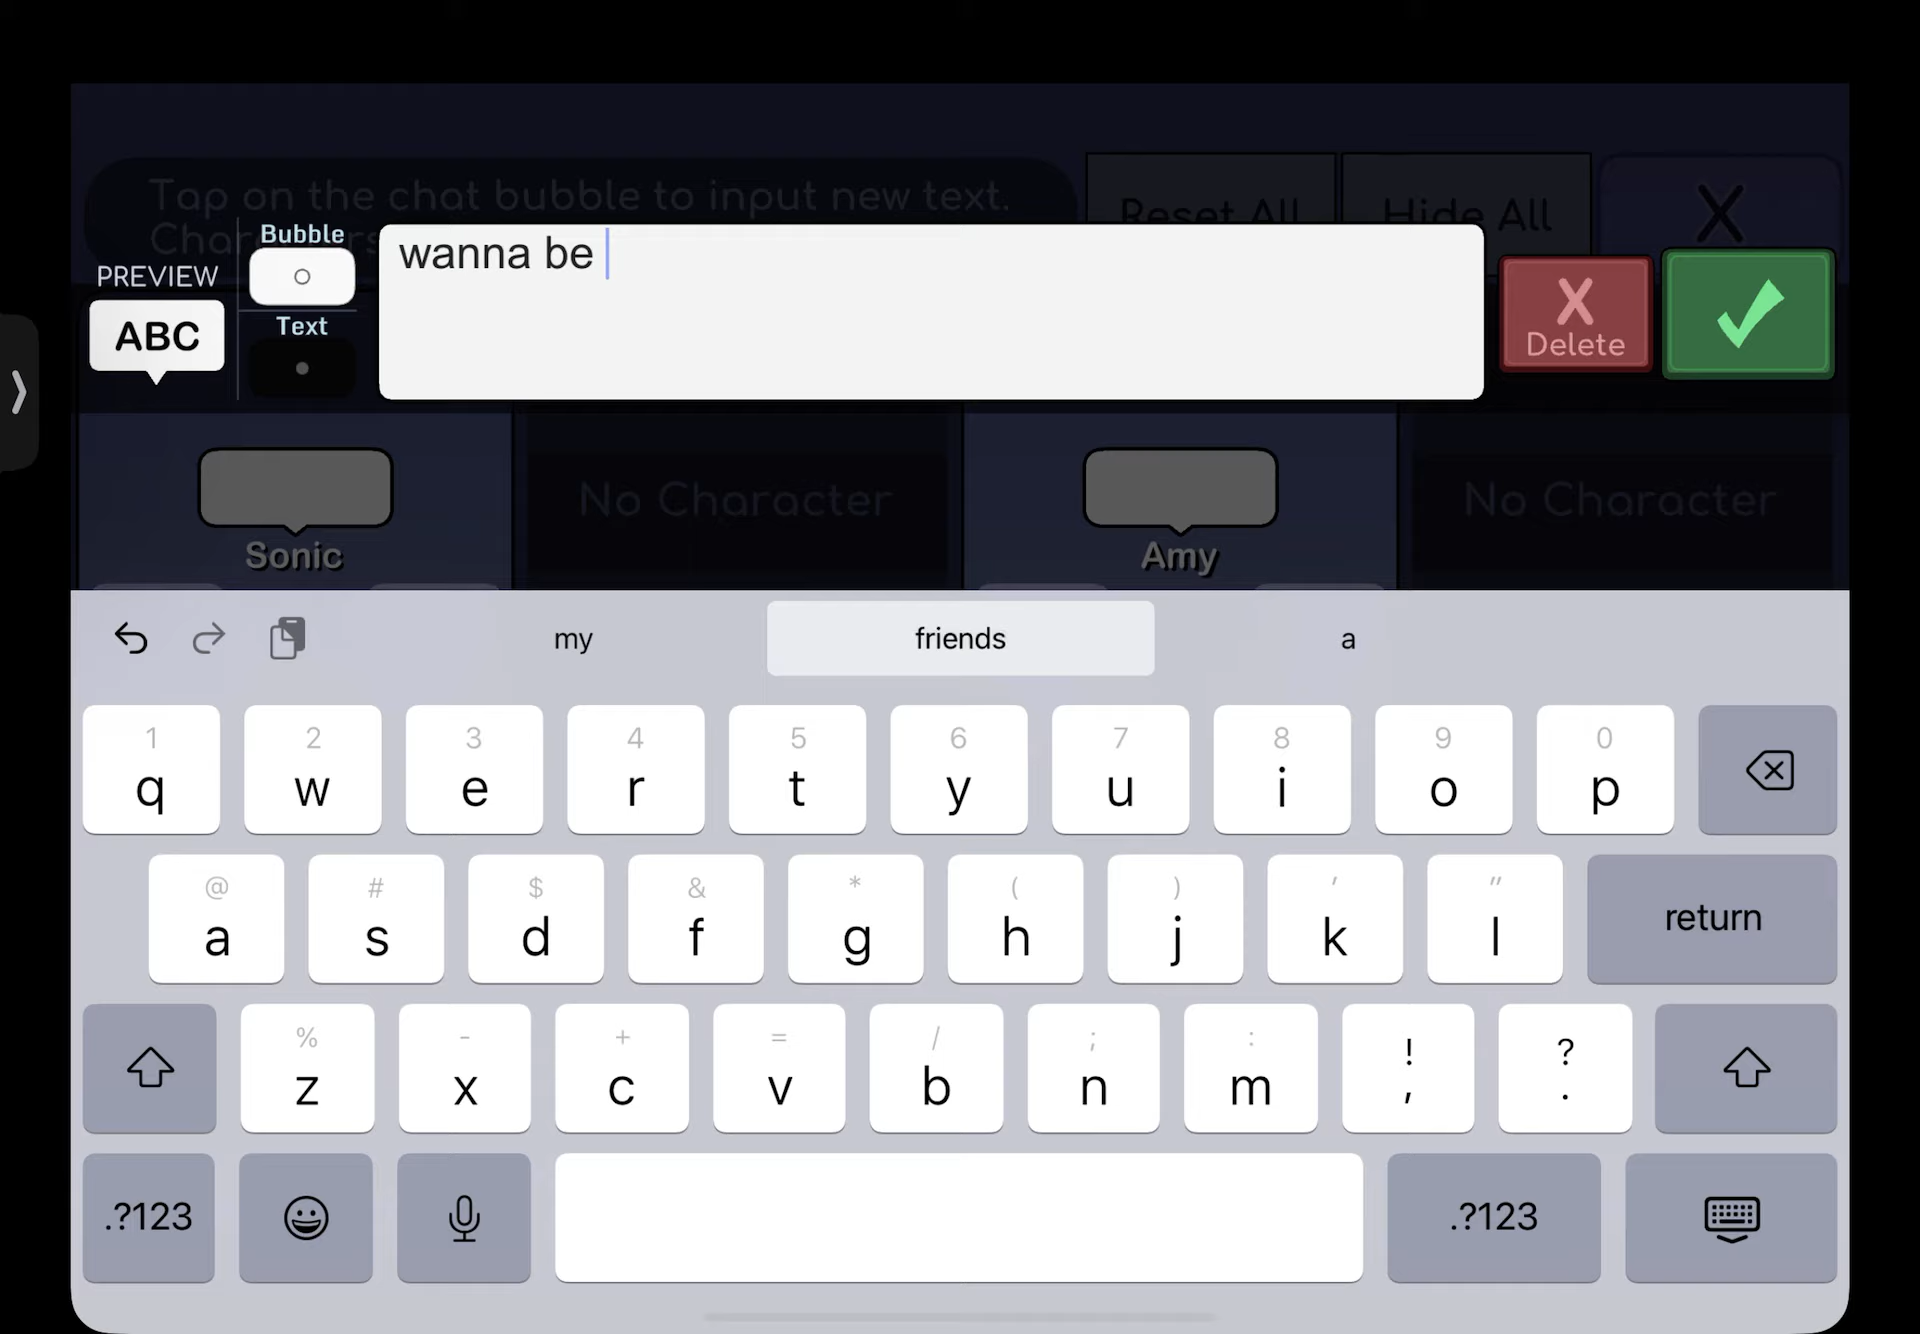 Tap on the chat bubble to input new text.
Reset All
Hide All
X
Bubble
PREVIEW
ABC
Text
wanna be
X
Delete
Sonic
No Character
Amy
No Character
my
friends
a
1 2 3 4 5 6 7 8 9 0
q w e r t y u i o p
@ # $ & * ( ) ' "
a s d f g h j k l
return
% - + = / ; : ! ?
z x c v b n m , .
.?123
.?123